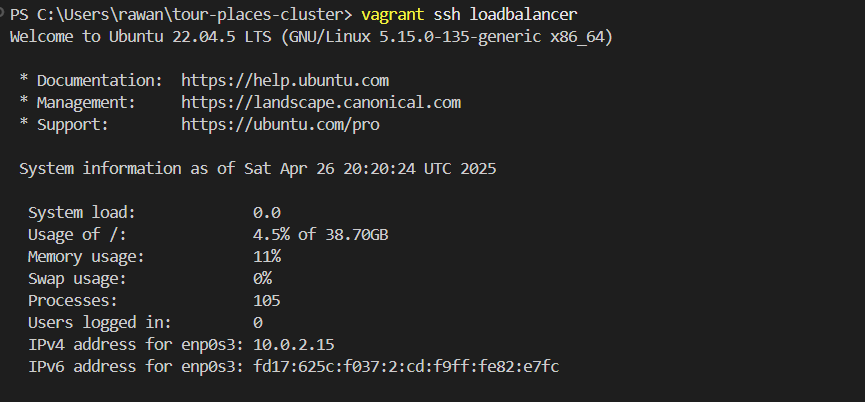 PS C:\Users\rawan\tour-places-cluster> vagrant ssh loadbalancer
Welcome to Ubuntu 22.04.5 LTS (GNU/Linux 5.15.0-135-generic x86_64)
* Documentation:  https://help.ubuntu.com
* Management:     https://landscape.canonical.com
* Support:        https://ubuntu.com/pro
System information as of Sat Apr 26 20:20:24 UTC 2025
System load:             0.0
Usage of /:              4.5% of 38.70GB
Memory usage:            11%
Swap usage:              0%
Processes:               105
Users logged in:         0
IPv4 address for enp0s3: 10.0.2.15
IPv6 address for enp0s3: fd17:625c:f037:2:cd:f9ff:fe82:e7fc